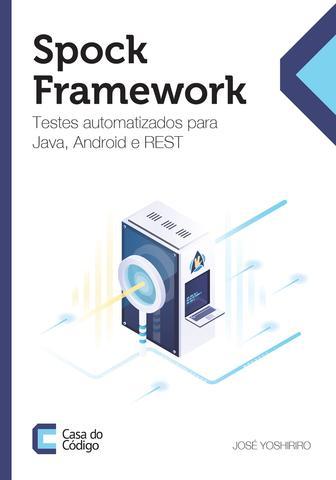 Spock
Framework
Testes automatizados para
Java, Android e REST
Casa do
Código
JOSÉ YOSHIRIRO